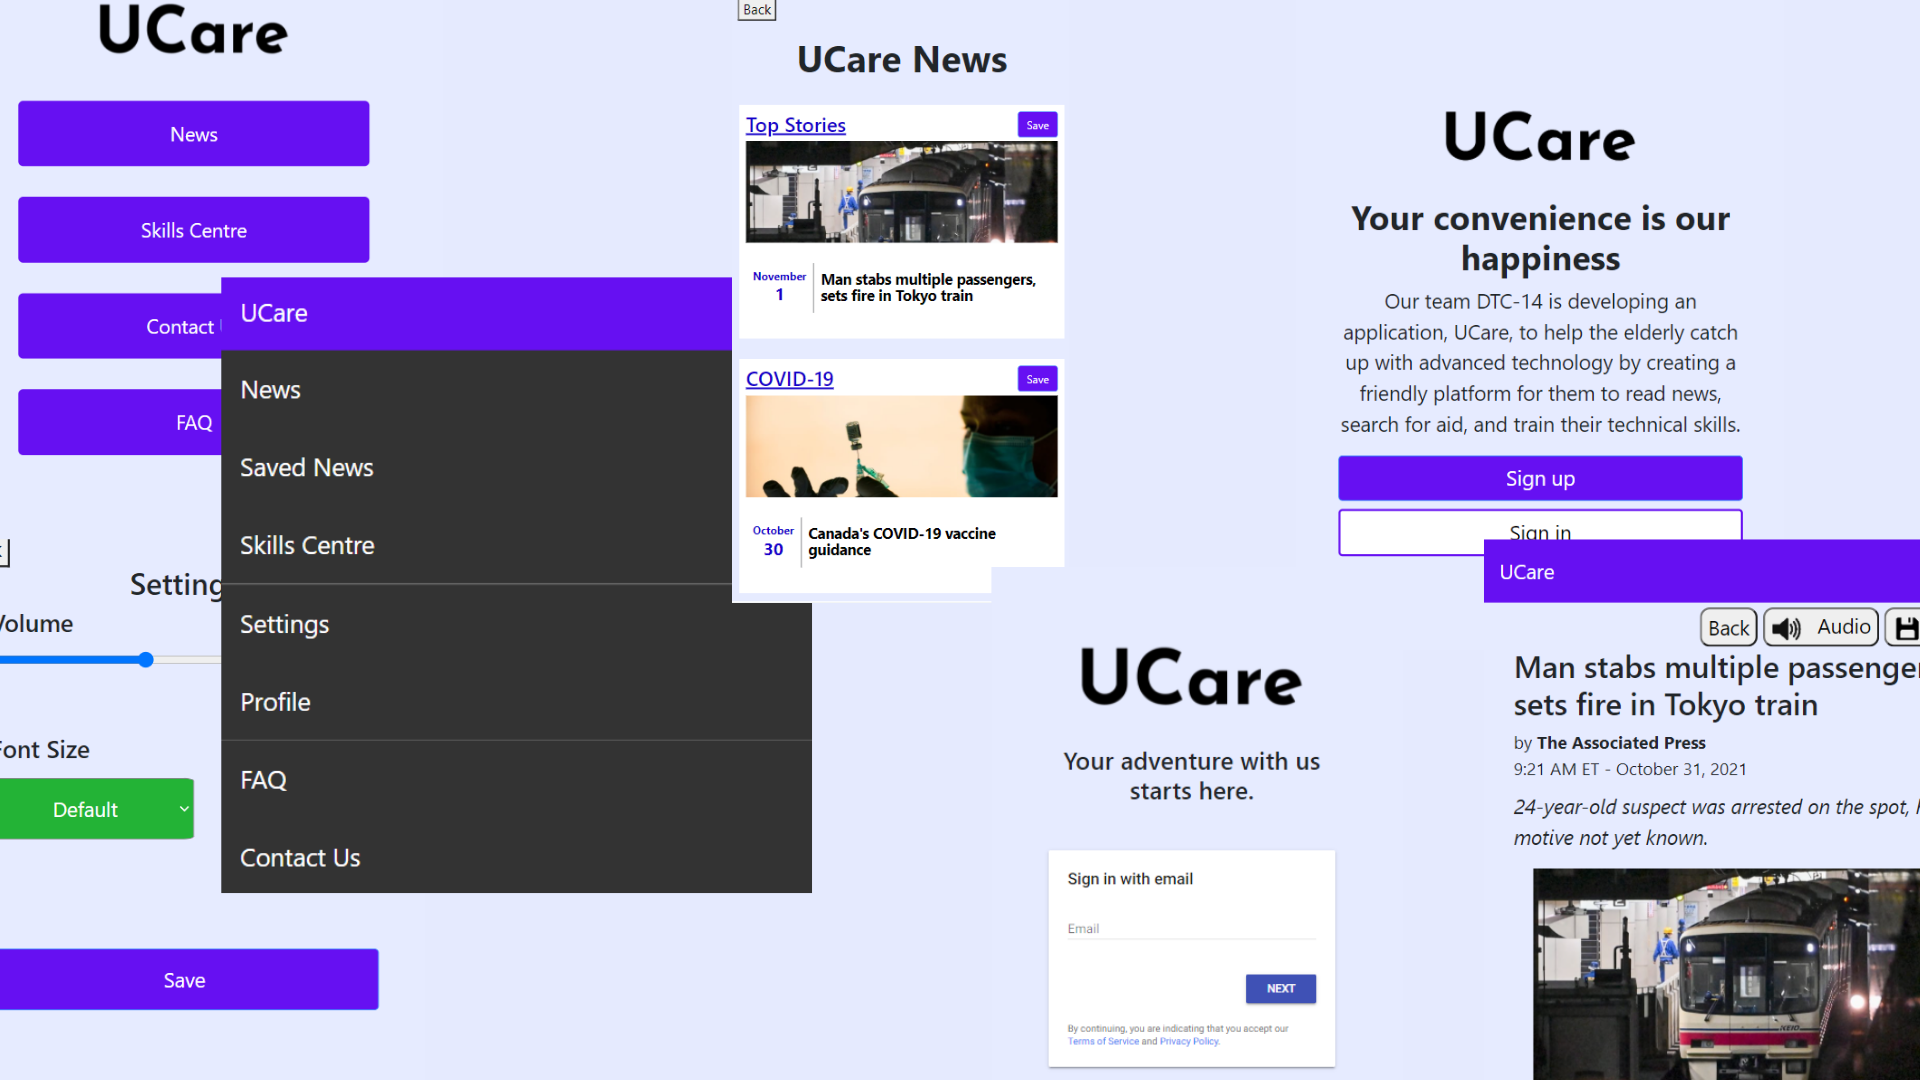 UCare
News
Skills Centre
Contact
FAQ
Setting
Volume
Font Size
Default
Save
UCare
News
Saved News
Skills Centre
Settings
Profile
FAQ
Contact Us
Back
UCare News
Top Stories
Save
November
1
Man stabs multiple passengers,
sets fire in Tokyo train
COVID-19
Save
October
30
Canada's COVID-19 vaccine
guidance
UCare
Your convenience is our
happiness
Our team DTC-14 is developing an
application, UCare, to help the elderly catch
up with advanced technology by creating a
friendly platform for them to read news,
search for aid, and train their technical skills.
Sign up
Sign in
UCare
Your adventure with us
starts here.
Sign in with email
Email
NEXT
By continuing, you are indicating that you accept our
Terms of Service and Privacy Policy.
UCare
Back
Audio
Man stabs multiple passenger
sets fire in Tokyo train
by The Associated Press
9:21 AM ET - October 31, 2021
24-year-old suspect was arrested on the spot,
motive not yet known.